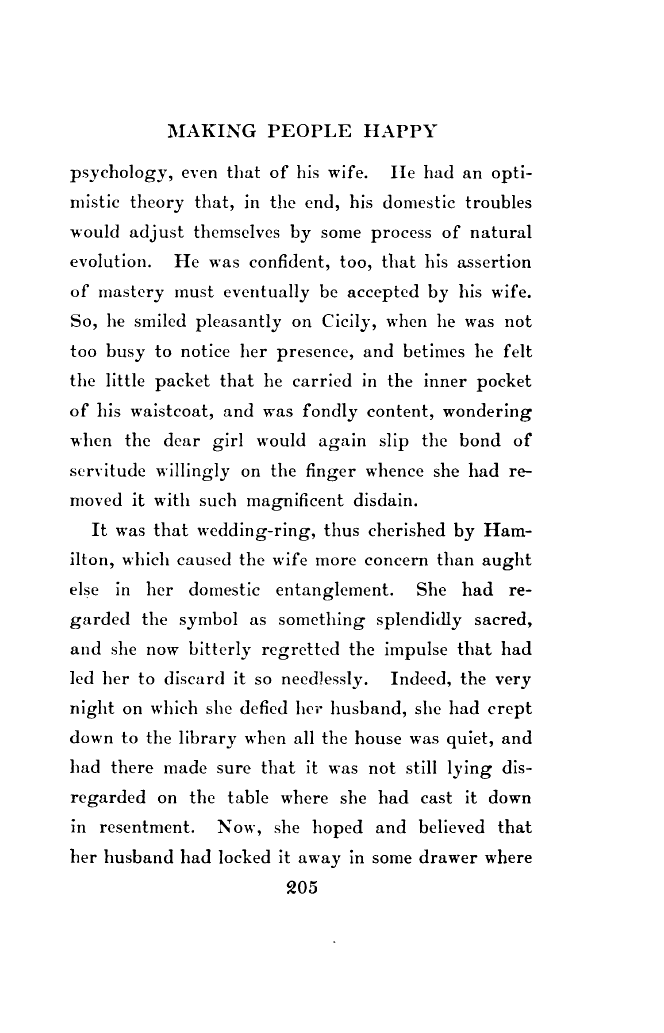 MAKING PEOPLE HAPPY
psychology, even that of his wife. He had an opti-
mistic theory that, in the end, his domestic troubles
would adjust themselves by some process of natural
evolution. He was confident, too, that his assertion
of mastery must eventually be accepted by his wife.
So, he smiled pleasantly on Cicily, when he was not
too busy to notice her presence, and betimes he felt
the little packet that he carried in the inner pocket
of his waistcoat, and was fondly content, wondering
when the dear girl would again slip the bond of
servitude willingly on the finger whence she had re-
moved it with such magnificent disdain.
It was that wedding-ring, thus cherished by Ham-
ilton, which caused the wife more concern than aught
else in her domestic entanglement. She had re-
garded the symbol as something splendidly sacred,
and she now bitterly regretted the impulse that had
led her to discard it so needlessly. Indeed, the very
night on which she defied her husband, she had crept
down to the library when all the house was quiet, and
had there made sure that it was not still lying dis-
regarded on the table where she had cast it down
in resentment. Now, she hoped and believed that
her husband had locked it away in some drawer where
205